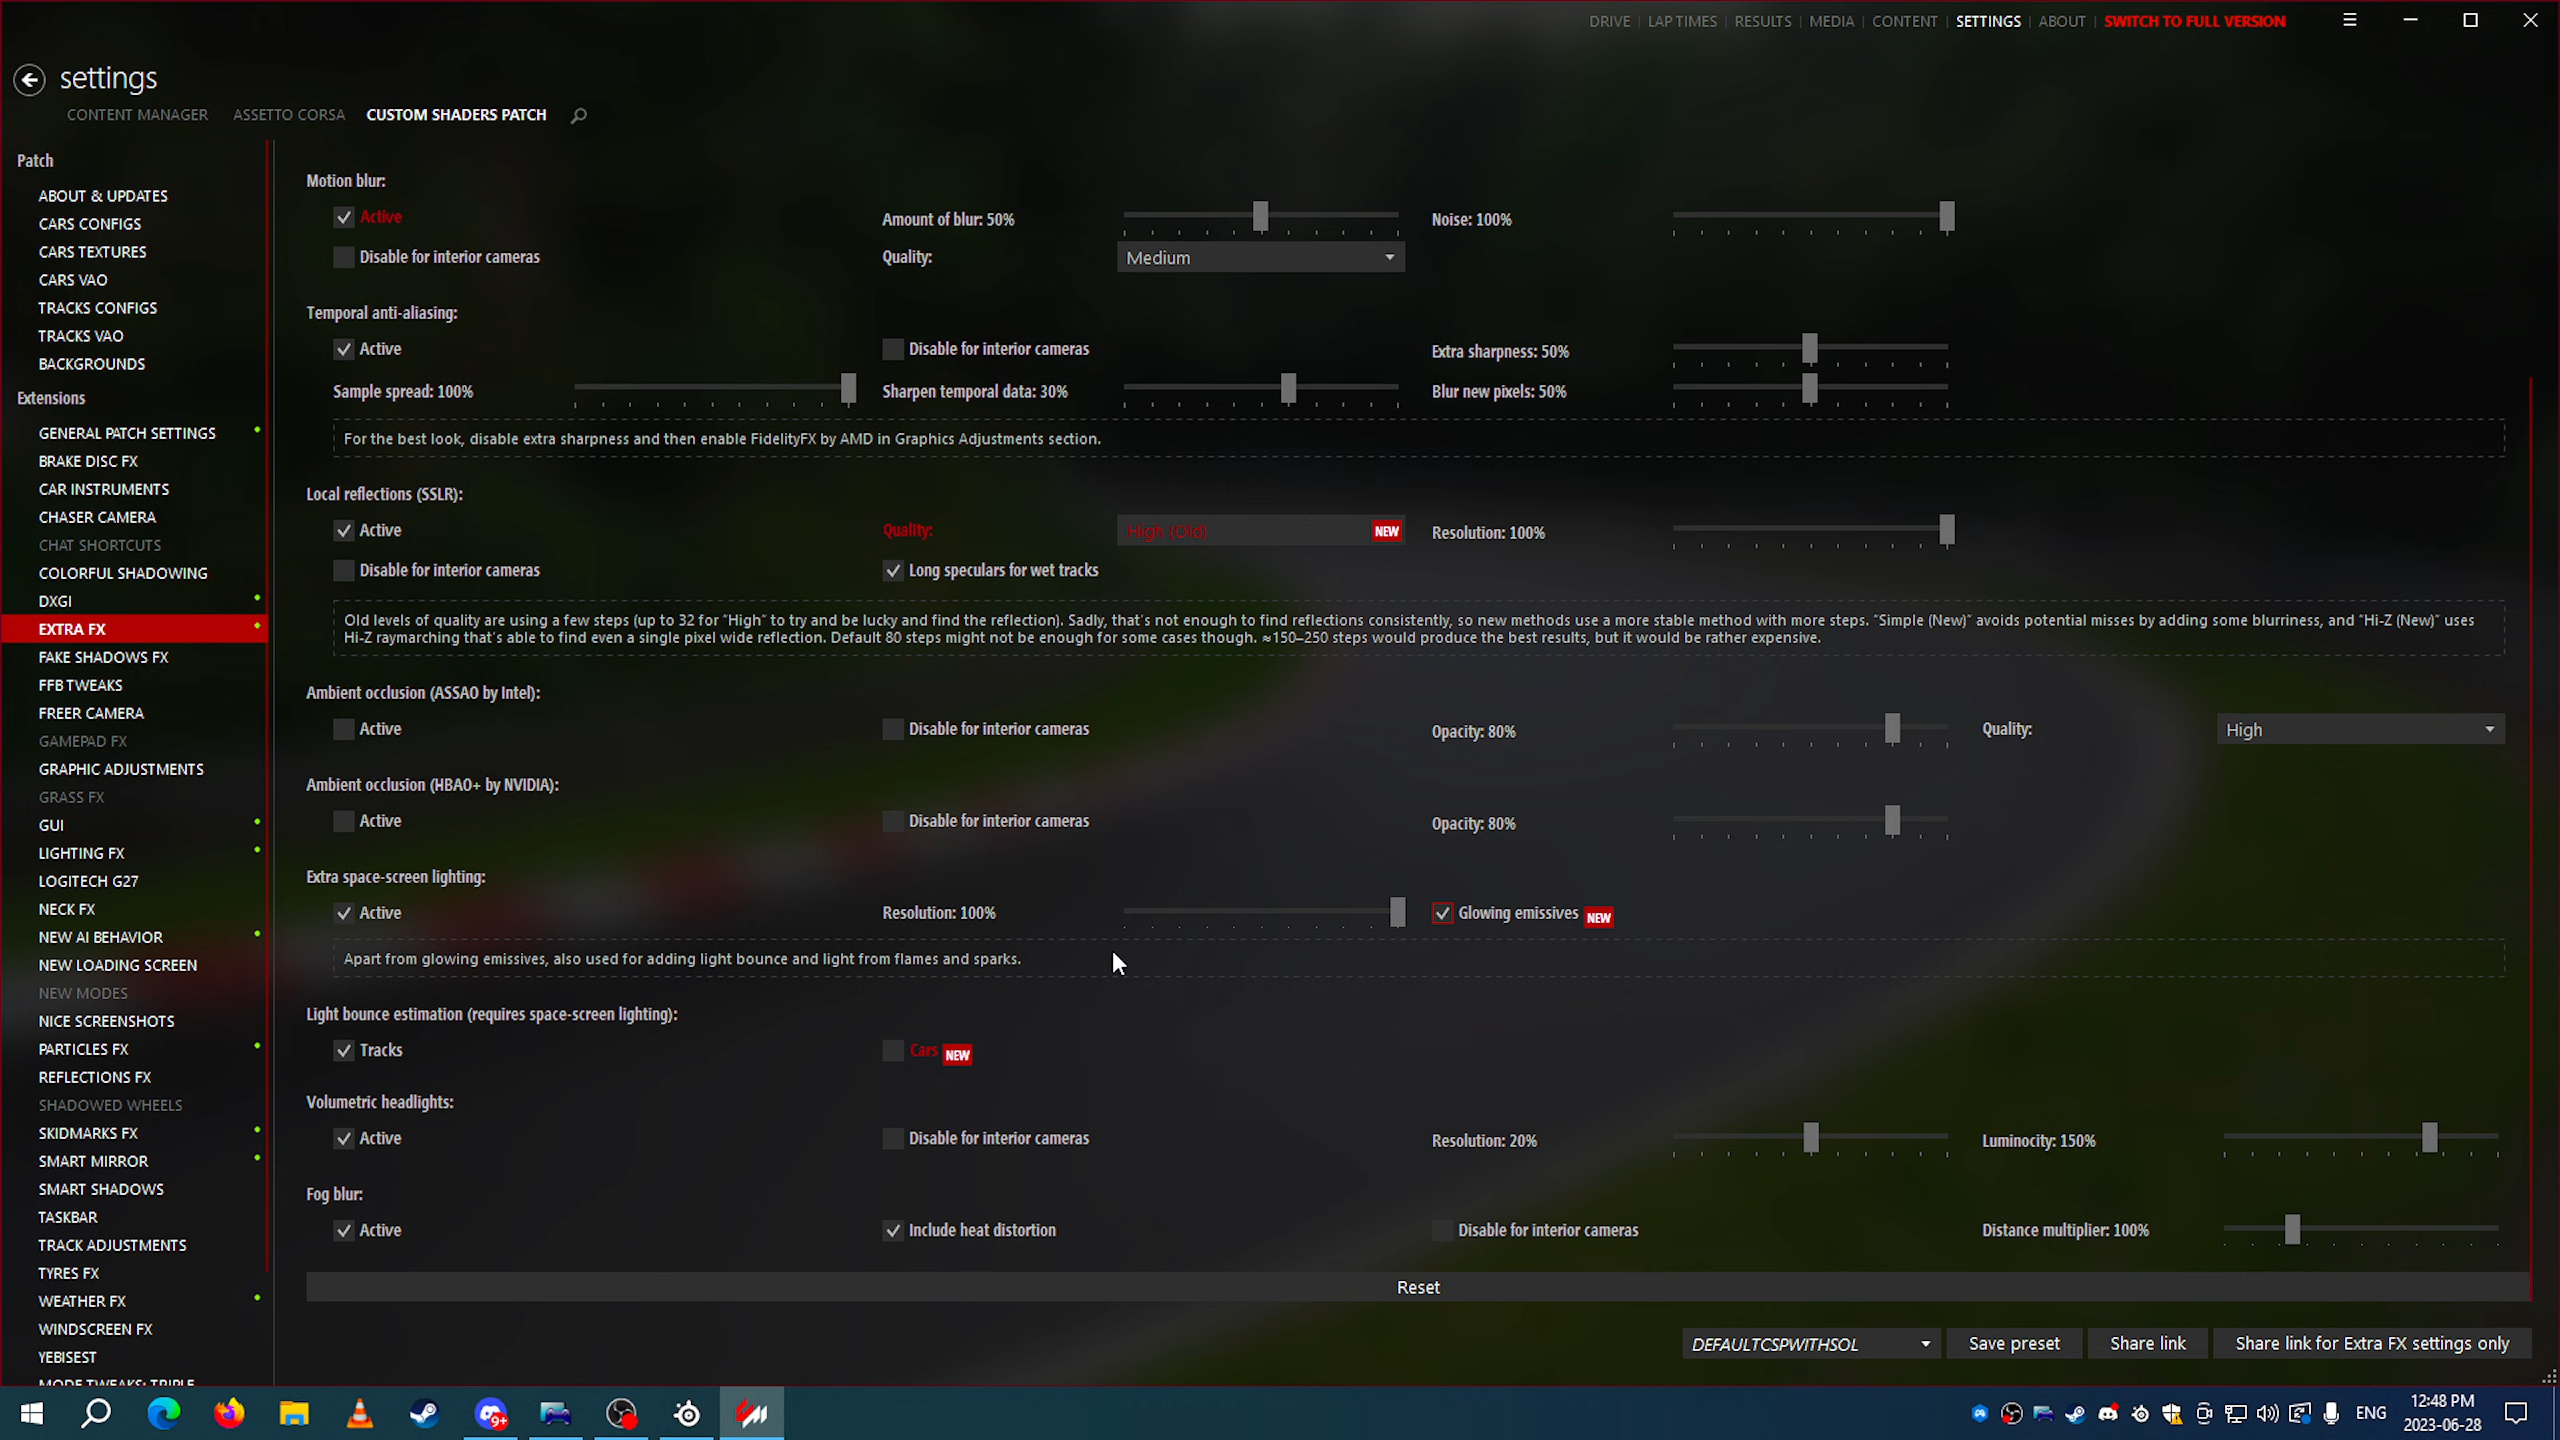 DRIVE | LAP TIMES | RESULTS | MEDIA | CONTENT | SETTINGS | ABOUT | SWITCH TO FULL VERSION
settings
CONTENT MANAGER ASSETTO CORSA CUSTOM SHADERS PATCH
Patch
ABOUT & UPDATES
CARS CONFIGS
CARS TEXTURES
CARS VAO
TRACKS CONFIGS
TRACKS VAO
BACKGROUNDS
Extensions
GENERAL PATCH SETTINGS
BRAKE DISC FX
CAR INSTRUMENTS
CHASER CAMERA
CHAT SHORTCUTS
COLORFUL SHADOWING
DXGI
EXTRA FX
FAKE SHADOWS FX
FFB TWEAKS
FREER CAMERA
GAMEPAD FX
GRAPHIC ADJUSTMENTS
GRASS FX
GUI
LIGHTING FX
LOGITECH G27
NECK FX
NEW AI BEHAVIOR
NEW LOADING SCREEN
NEW MODES
NICE SCREENSHOTS
PARTICLES FX
REFLECTIONS FX
SHADOWED WHEELS
SKIDMARKS FX
SMART MIRROR
SMART SHADOWS
TASKBAR
TRACK ADJUSTMENTS
TYRES FX
WEATHER FX
WINDSCREEN FX
YEBISEST
MODE TWEAKS: TRIPLE
Motion blur:
Active Amount of blur: 50% Noise: 100%
Disable for interior cameras Quality: Medium
Temporal anti-aliasing:
Active Disable for interior cameras Extra sharpness: 50%
Sample spread: 100% Sharpen temporal data: 30% Blur new pixels: 50%
For the best look, disable extra sharpness and then enable FidelityFX by AMD in Graphics Adjustments section.
Local reflections (SSLR):
Active Quality: High (Old) NEW Resolution: 100%
Disable for interior cameras Long speculars for wet tracks
Old levels of quality are using a few steps (up to 32 for “High” to try and be lucky and find the reflection). Sadly, that's not enough to find reflections consistently, so new methods use a more stable method with more steps. “Simple (New)” avoids potential misses by adding some blurriness, and “Hi-Z (New)” uses
Hi-Z raymarching that's able to find even a single pixel wide reflection. Default 80 steps might not be enough for some cases though. ≈150–250 steps would produce the best results, but it would be rather expensive.
Ambient occlusion (ASSAO by Intel):
Active Disable for interior cameras Opacity: 80% Quality: High
Ambient occlusion (HBAO+ by NVIDIA):
Active Disable for interior cameras Opacity: 80%
Extra space-screen lighting:
Active Resolution: 100% Glowing emissives NEW
Apart from glowing emissives, also used for adding light bounce and light from flames and sparks.
Light bounce estimation (requires space-screen lighting):
Tracks Cars NEW
Volumetric headlights:
Active Disable for interior cameras Resolution: 20% Luminocity: 150%
Fog blur:
Active Include heat distortion Disable for interior cameras Distance multiplier: 100%
Reset
DEFAULTCSPWITHSOL Save preset Share link Share link for Extra FX settings only
9+
ENG
12:48 PM
2023-06-28